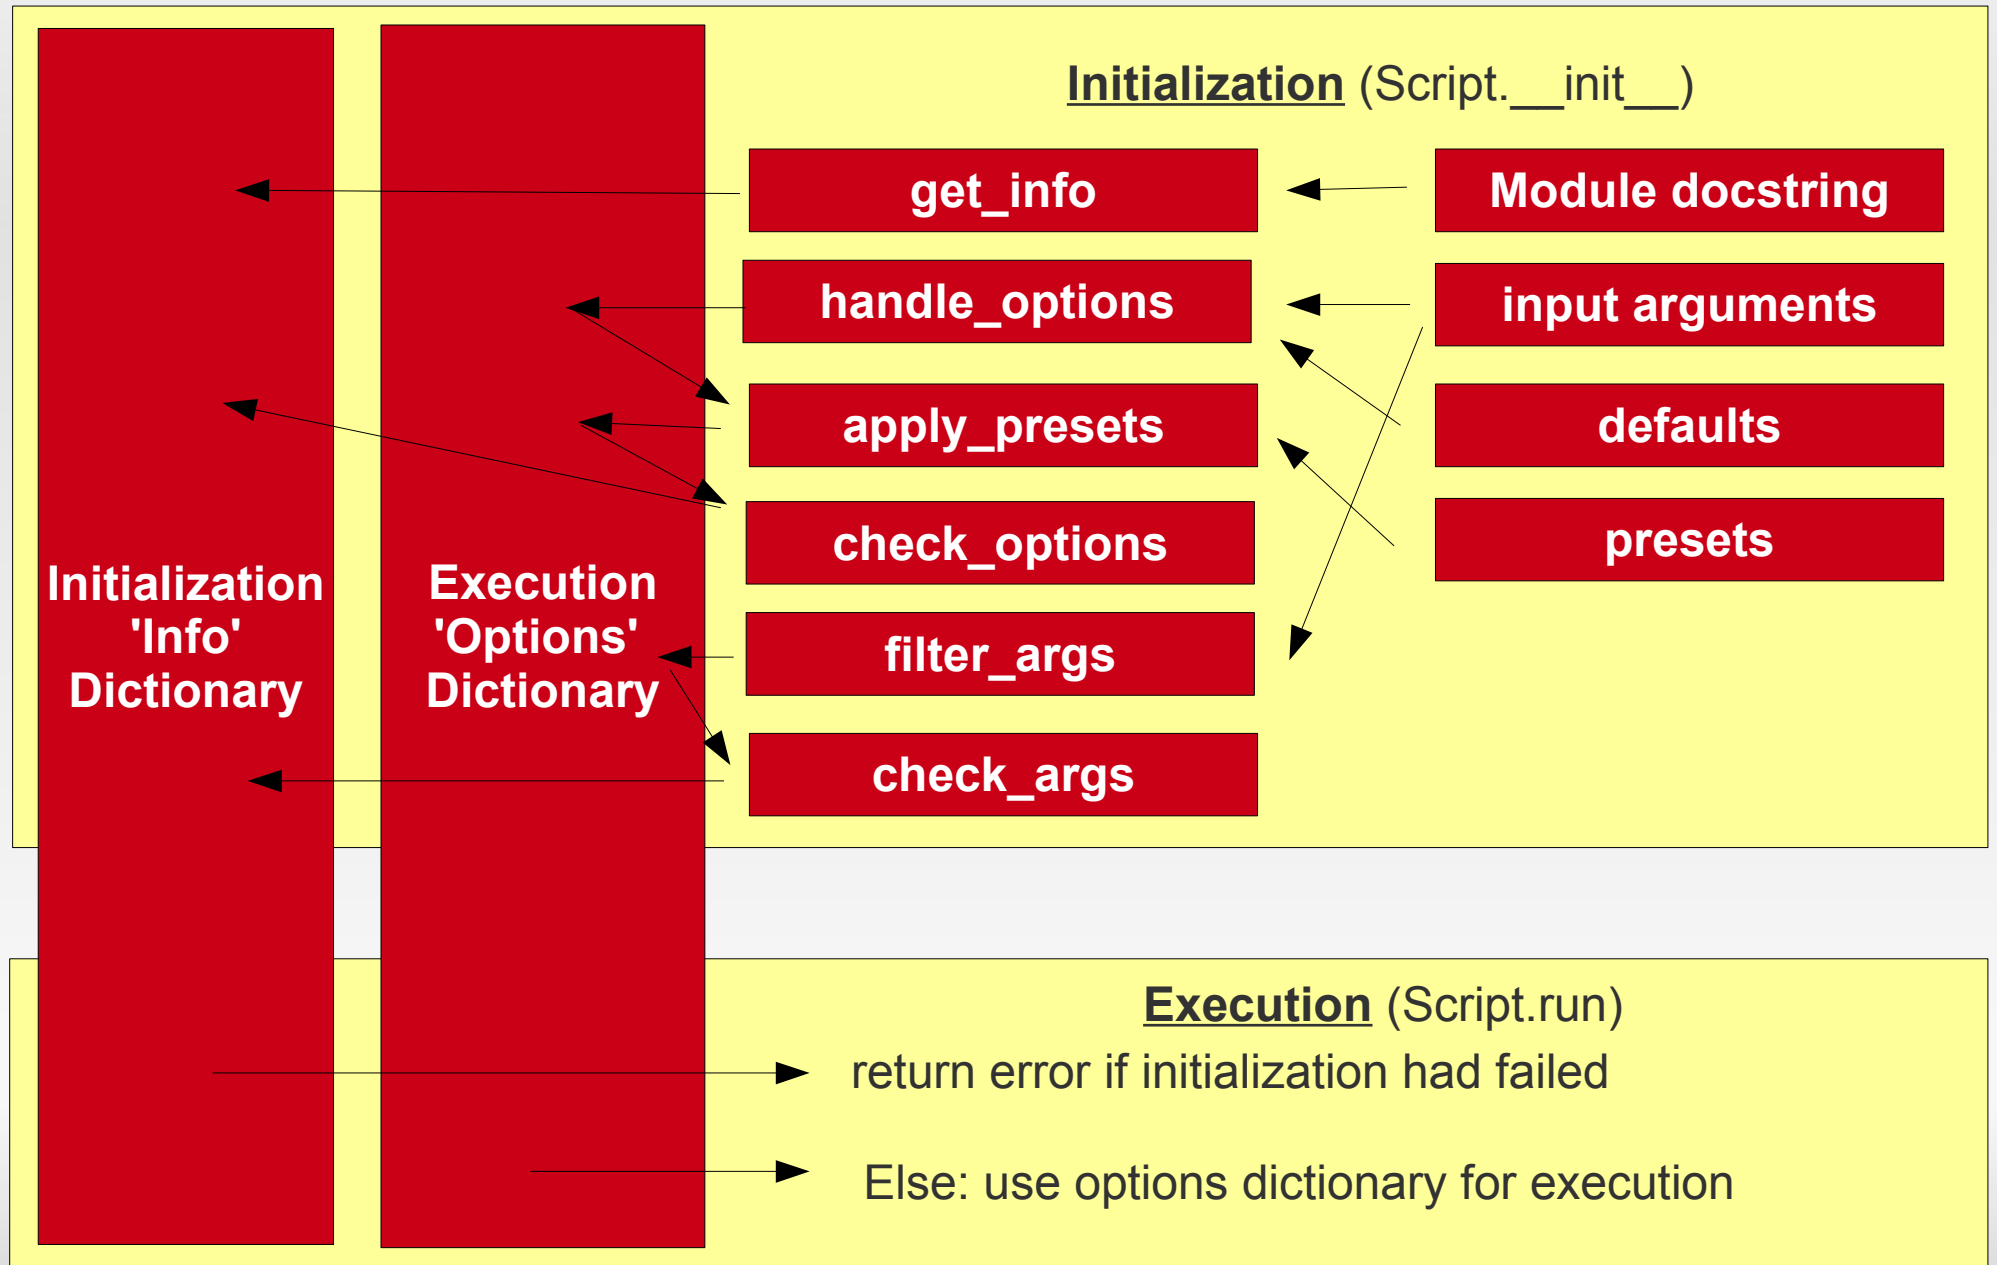 Initialization (Script.__init__)
get_info
Module docstring
handle_options
input arguments
apply_presets
defaults
check_options
presets
Initialization
'Info'
Dictionary
Execution
'Options'
Dictionary
filter_args
check_args
Execution (Script.run)
return error if initialization had failed
Else: use options dictionary for execution